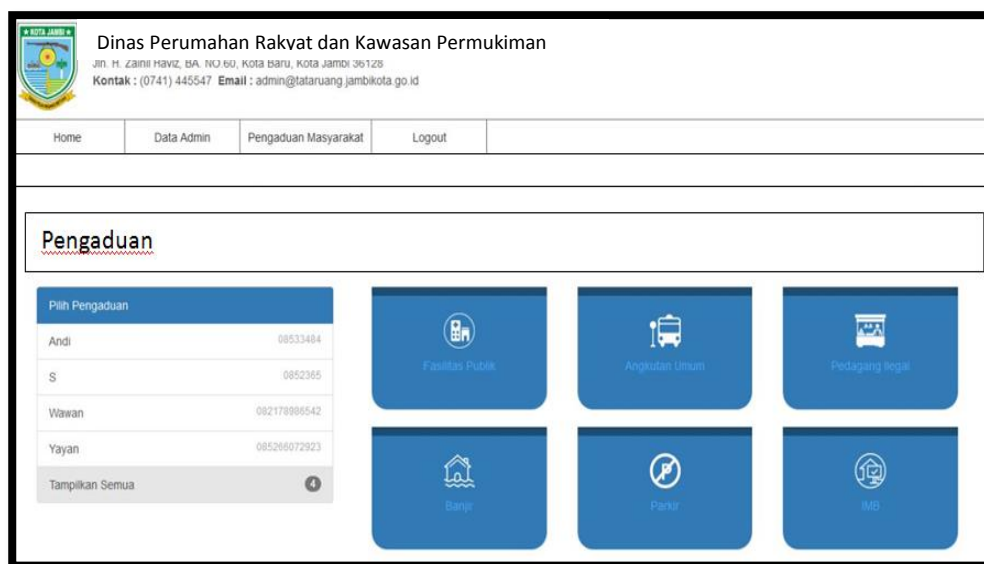 ★ KOTA JAMBI ★
Dinas Perumahan Rakyat dan Kawasan Permukiman
Jln. H. Zainil Haviz, BA. NO.60, Kota Baru, Kota Jambi 36128
Kontak : (0741) 445547 Email : admin@tataruang.jambikota.go.id
Home Data Admin Pengaduan Masyarakat Logout
Pengaduan
Pilih Pengaduan
Andi 08533484
S 0852365
Wawan 082178986542
Yayan 085266072923
Tampilkan Semua 4
Fasilitas Publik
Angkutan Umum
Pedagang Ilegal
Banjir
Parkir
IMB